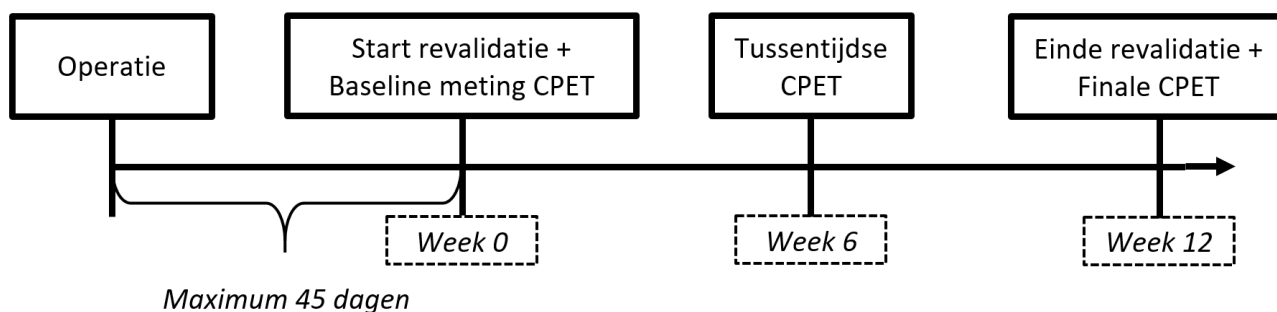 Operatie
Start revalidatie +
Baseline meting CPET
Tussentijdse
CPET
Einde revalidatie +
Finale CPET
Week 0
Week 6
Week 12
Maximum 45 dagen